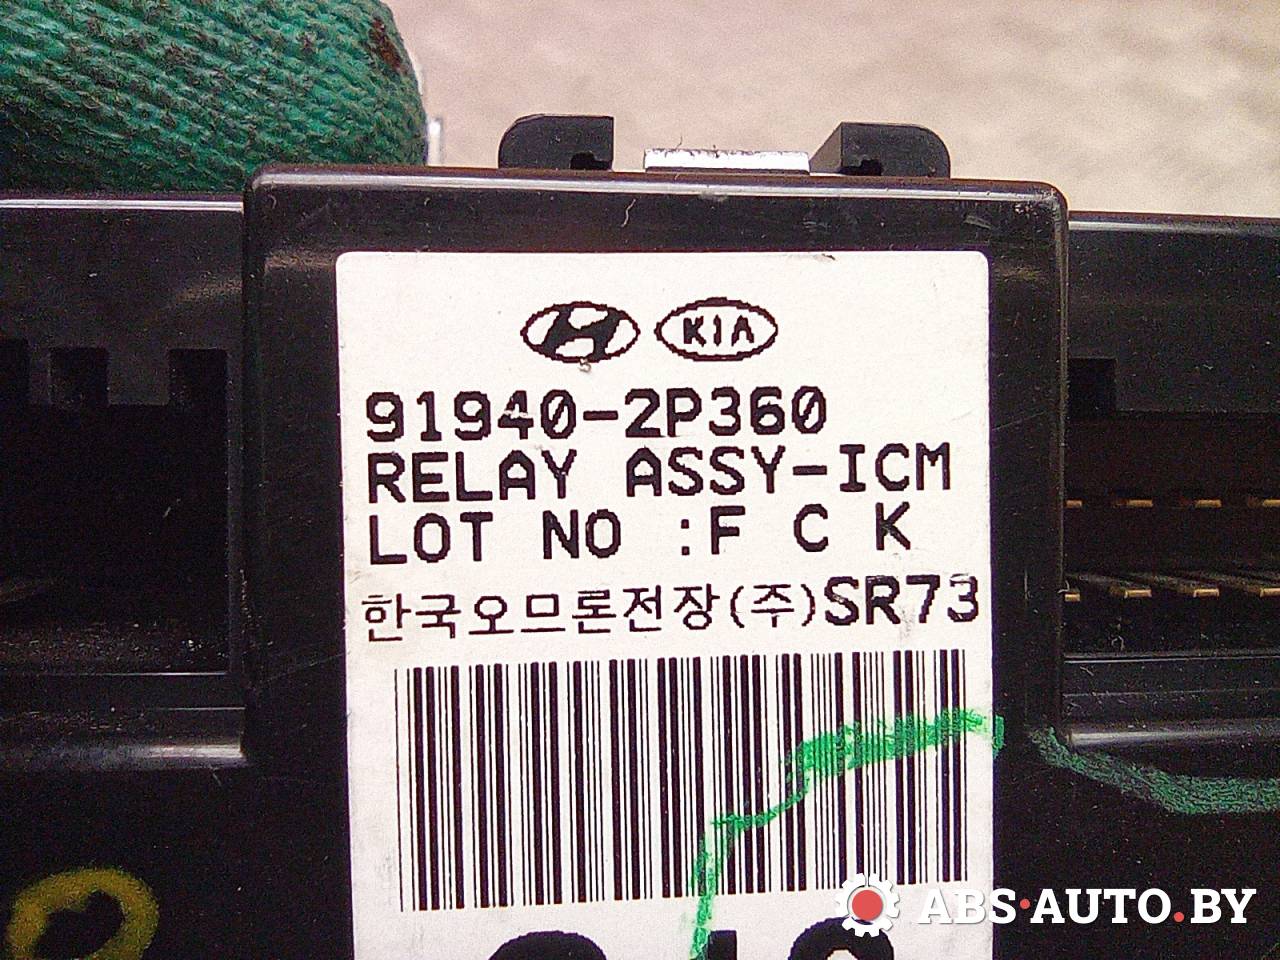 KIA
91940-2P360
RELAY ASSY-ICM
LOT NO :F C K
한국오므론전장(주)SR73
ABS·AUTO.BY